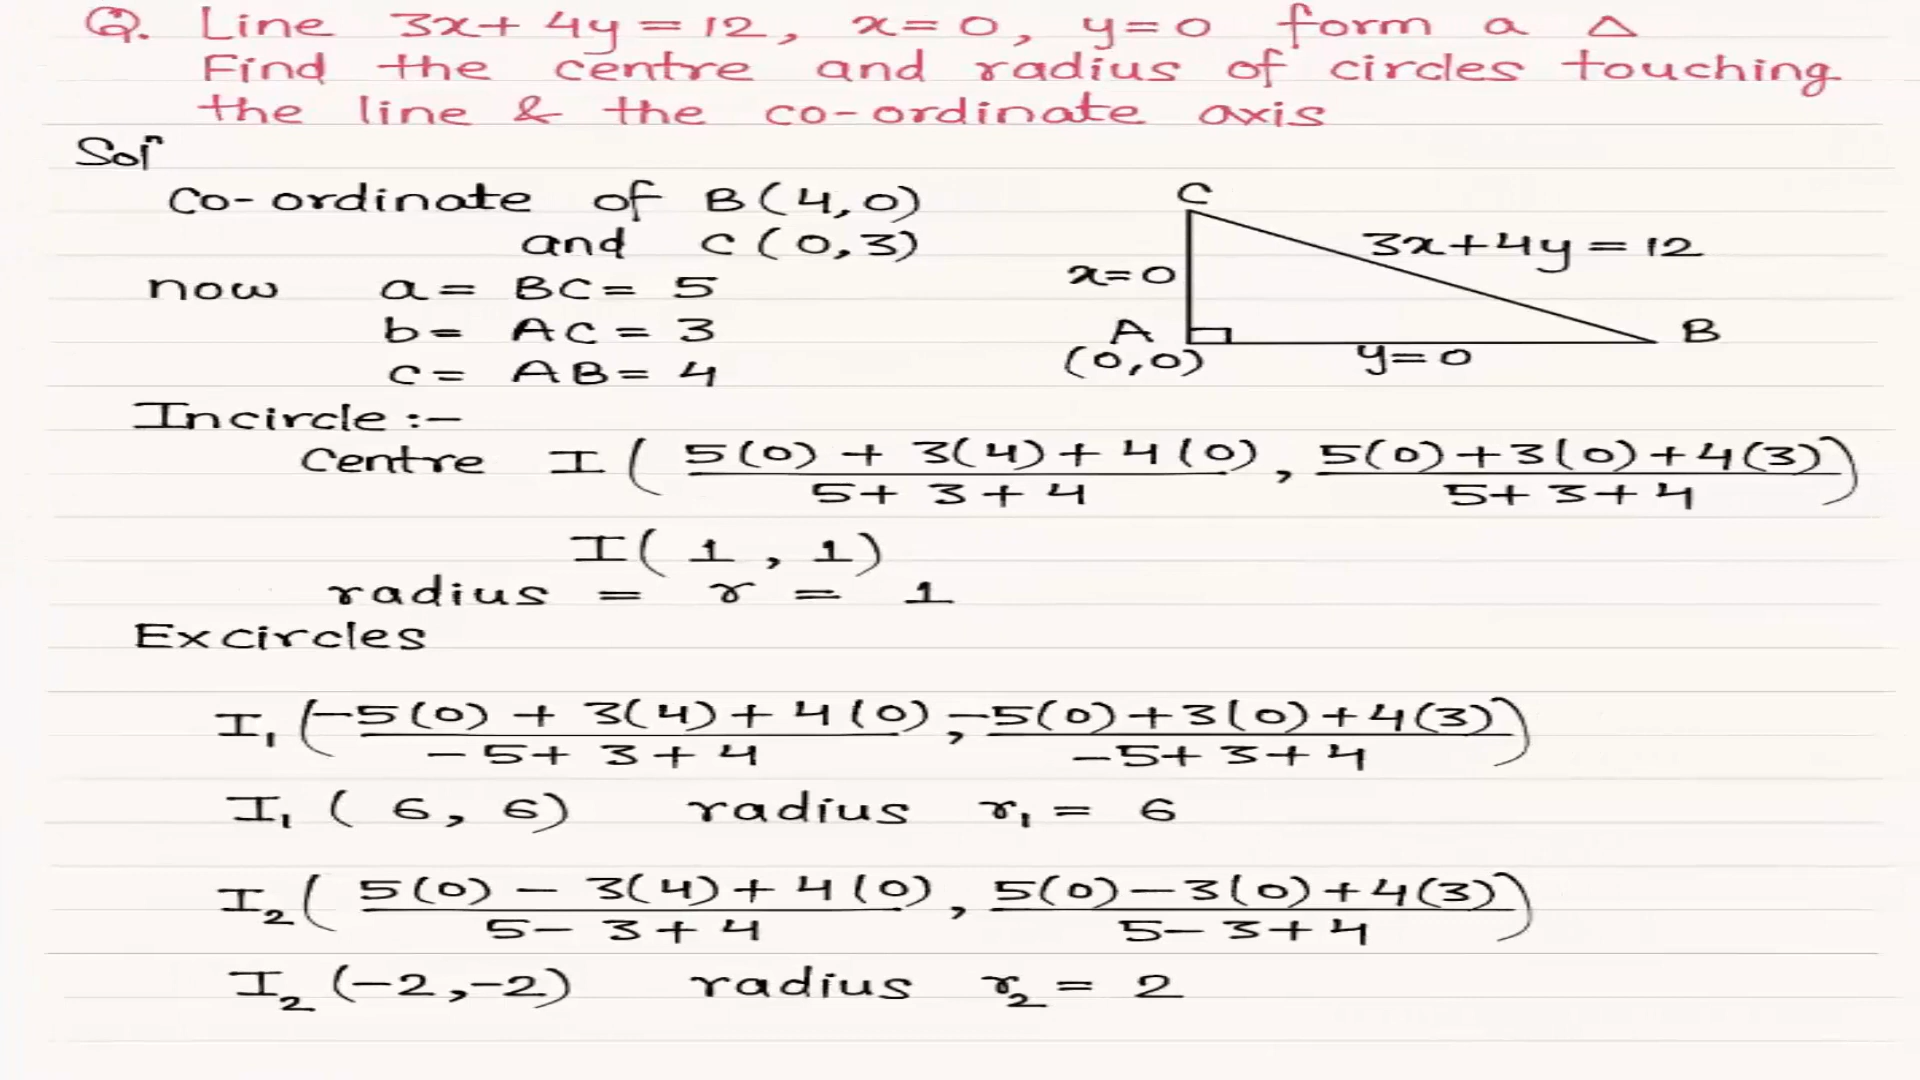 Q. Line 3x+ 4y = 12, x=0, y=0 form a Δ
Find the centre and radius of circles touching
the line & the co-ordinate axis
Solⁿ
Co-ordinate of B(4,0)
and C(0,3)
now a= BC= 5
b= AC= 3
c= AB= 4
C
x=0
3x+4y=12
A
(0,0)
y=0
B
Incircle:-
Centre I( (5(0) + 3(4)+ 4(0))/(5+ 3+4) , (5(0)+3(0)+4(3))/(5+ 3+4) )
I( 1 , 1)
radius = r = 1
Excircles
I₁ ( (-5(0) + 3(4)+ 4(0))/(-5+ 3+4) , (-5(0)+3(0)+4(3))/(-5+3+4) )
I₁ ( 6, 6) radius r₁ = 6
I₂ ( (5(0) - 3(4)+ 4(0))/(5- 3+4) , (5(0)-3(0)+4(3))/(5-3+4) )
I₂ (-2,-2) radius r₂ = 2